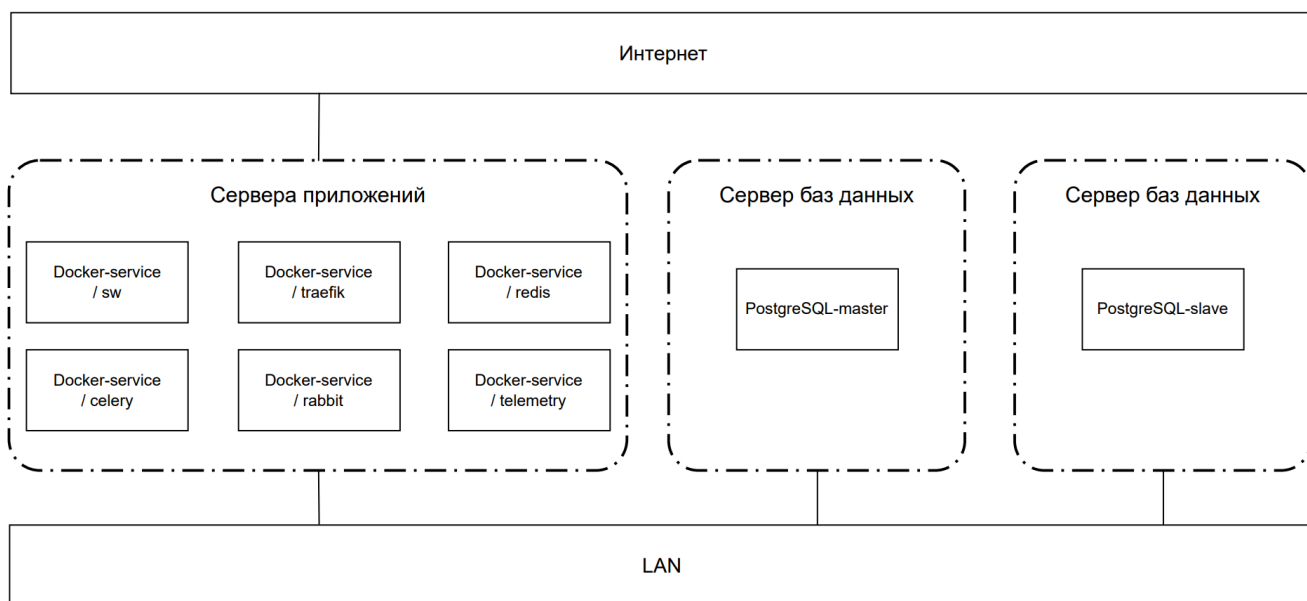 Интернет
Сервера приложений
Docker-service
/ sw
Docker-service
/ traefik
Docker-service
/ redis
Docker-service
/ celery
Docker-service
/ rabbit
Docker-service
/ telemetry
Сервер баз данных
PostgreSQL-master
Сервер баз данных
PostgreSQL-slave
LAN